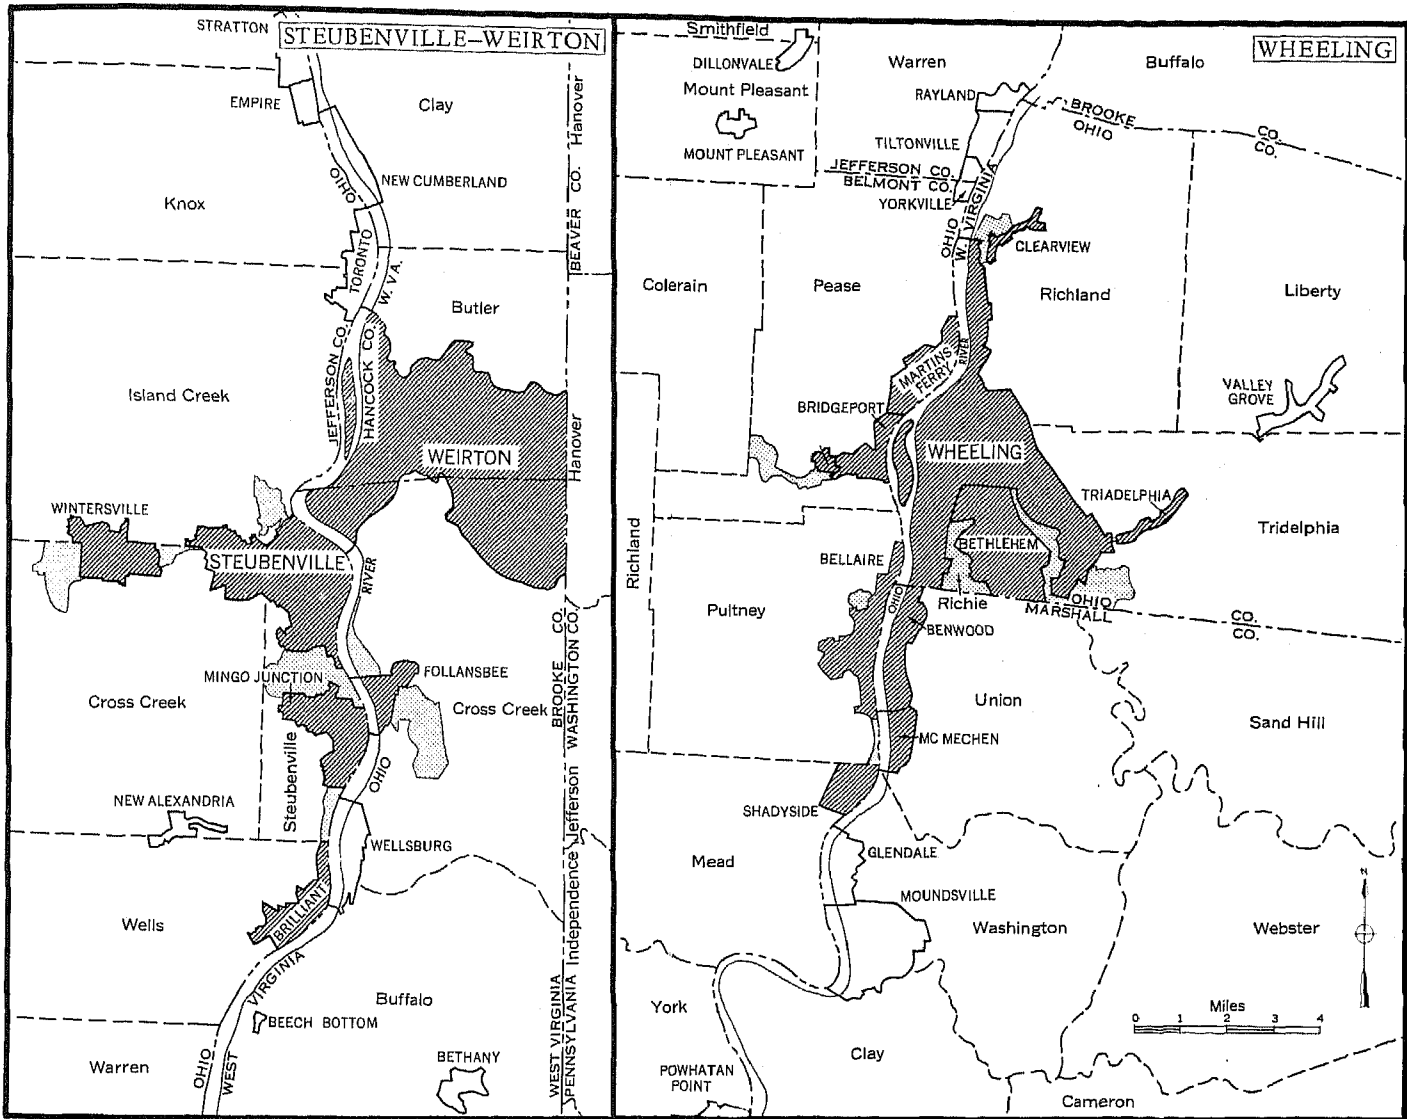 STRATTON
STEUBENVILLE–WEIRTON
EMPIRE
Clay
Hanover
BEAVER CO.
Hanover
OHIO
NEW CUMBERLAND
Knox
TORONTO
W. VA.
Butler
JEFFERSON CO.
HANCOCK CO.
Island Creek
WEIRTON
WINTERSVILLE
STEUBENVILLE
RIVER
MINGO JUNCTION
FOLLANSBEE
Cross Creek
Cross Creek
BROOKE CO.
WASHINGTON CO.
Steubenville
OHIO
Jefferson
NEW ALEXANDRIA
WELLSBURG
Independence
Wells
BRILLIANT
VIRGINIA
Buffalo
BEECH BOTTOM
WEST VIRGINIA
PENNSYLVANIA
Warren
OHIO
WEST
BETHANY
Smithfield
WHEELING
DILLONVALE
Warren
Buffalo
Mount Pleasant
RAYLAND
BROOKE CO.
OHIO CO.
MOUNT PLEASANT
TILTONVILLE
JEFFERSON CO.
BELMONT CO.
YORKVILLE
OHIO
W. VIRGINIA
CLEARVIEW
Colerain
Pease
Richland
Liberty
RIVER
MARTINS
FERRY
VALLEY
GROVE
BRIDGEPORT
WHEELING
TRIADELPHIA
Tridelphia
Richland
BETHLEHEM
BELLAIRE
OHIO
Pultney
Richie
OHIO CO.
MARSHALL CO.
BENWOOD
Union
Sand Hill
MC MECHEN
SHADYSIDE
GLENDALE
Mead
MOUNDSVILLE
Washington
Webster
N
York
Miles
0 1 2 3 4
Clay
POWHATAN
POINT
Cameron